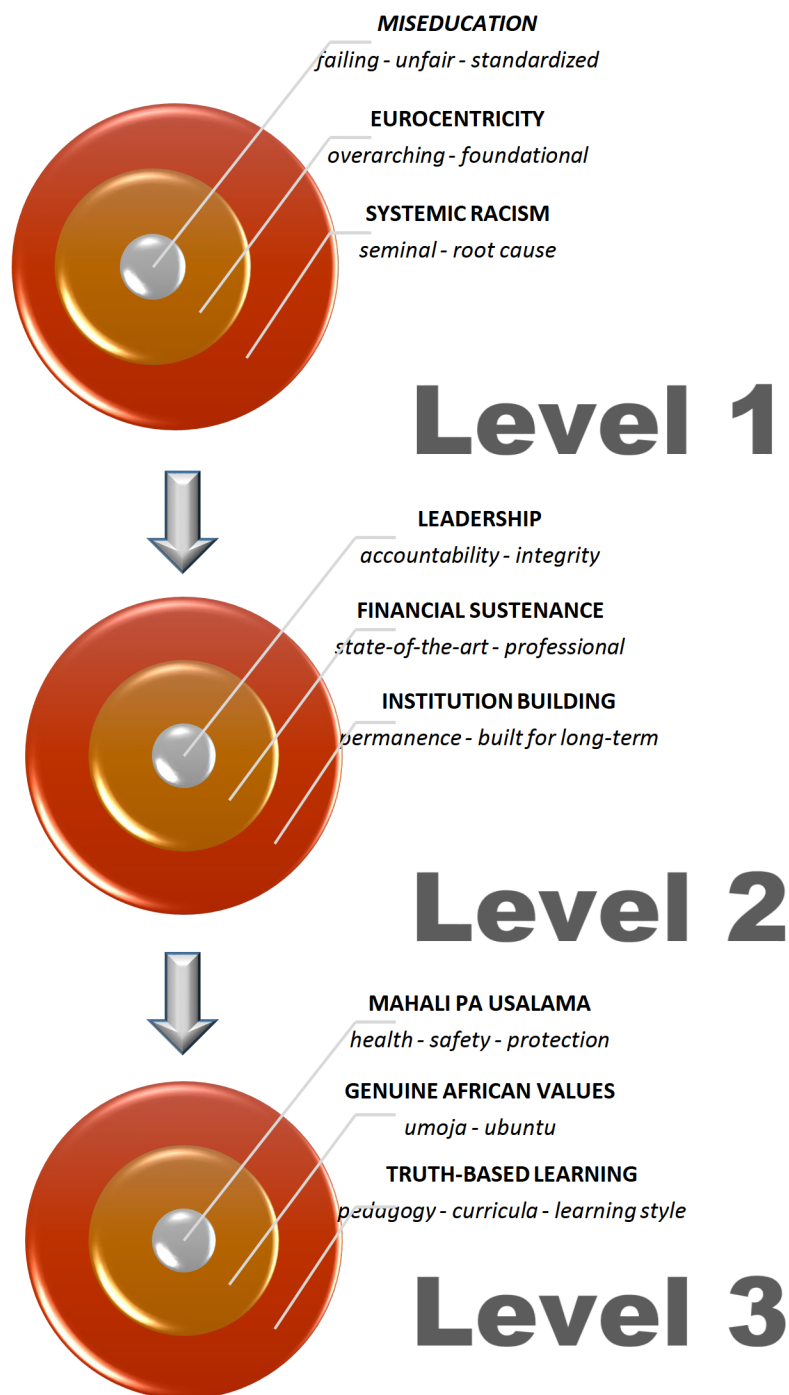 MISEDUCATION
failing - unfair - standardized
EUROCENTRICITY
overarching - foundational
SYSTEMIC RACISM
seminal - root cause
Level 1
LEADERSHIP
accountability - integrity
FINANCIAL SUSTENANCE
state-of-the-art - professional
INSTITUTION BUILDING
permanence - built for long-term
Level 2
MAHALI PA USALAMA
health - safety - protection
GENUINE AFRICAN VALUES
umoja - ubuntu
TRUTH-BASED LEARNING
pedagogy - curricula - learning style
Level 3